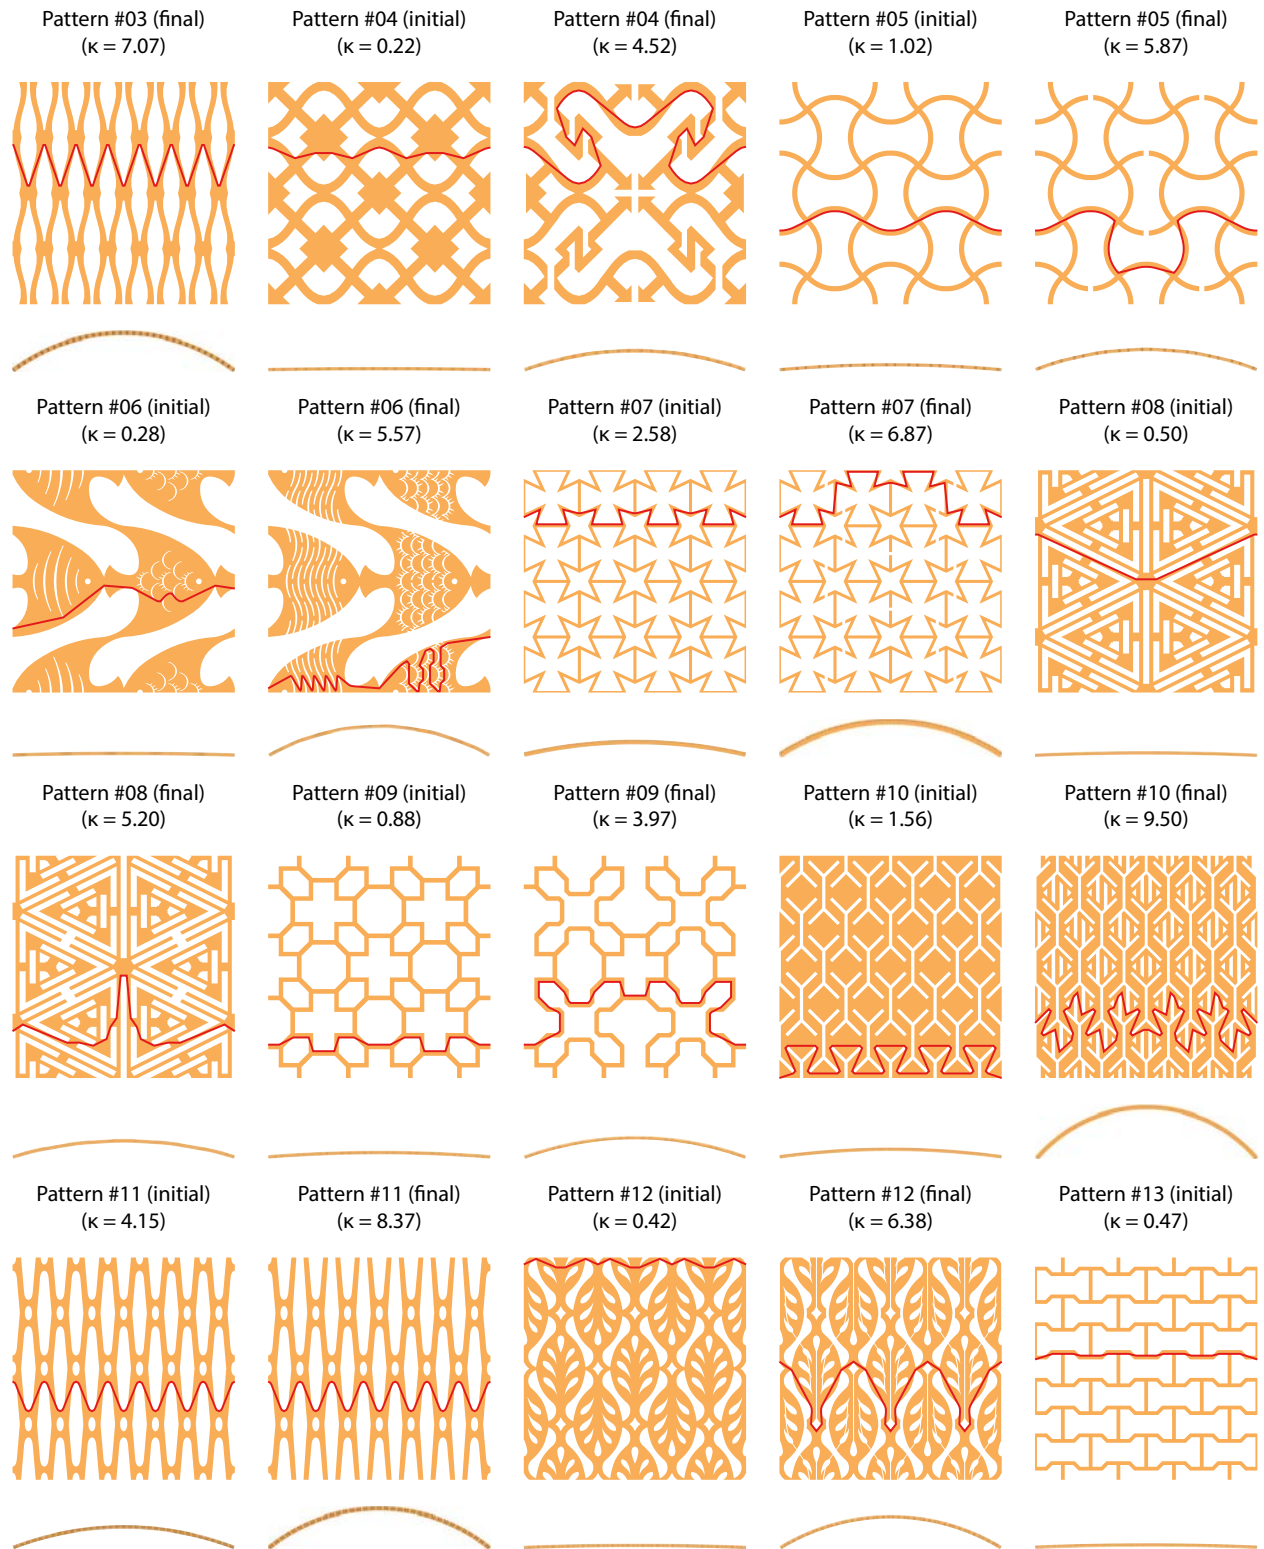 Pattern #03 (final)
(κ = 7.07)
Pattern #04 (initial)
(κ = 0.22)
Pattern #04 (final)
(κ = 4.52)
Pattern #05 (initial)
(κ = 1.02)
Pattern #05 (final)
(κ = 5.87)
Pattern #06 (initial)
(κ = 0.28)
Pattern #06 (final)
(κ = 5.57)
Pattern #07 (initial)
(κ = 2.58)
Pattern #07 (final)
(κ = 6.87)
Pattern #08 (initial)
(κ = 0.50)
Pattern #08 (final)
(κ = 5.20)
Pattern #09 (initial)
(κ = 0.88)
Pattern #09 (final)
(κ = 3.97)
Pattern #10 (initial)
(κ = 1.56)
Pattern #10 (final)
(κ = 9.50)
Pattern #11 (initial)
(κ = 4.15)
Pattern #11 (final)
(κ = 8.37)
Pattern #12 (initial)
(κ = 0.42)
Pattern #12 (final)
(κ = 6.38)
Pattern #13 (initial)
(κ = 0.47)